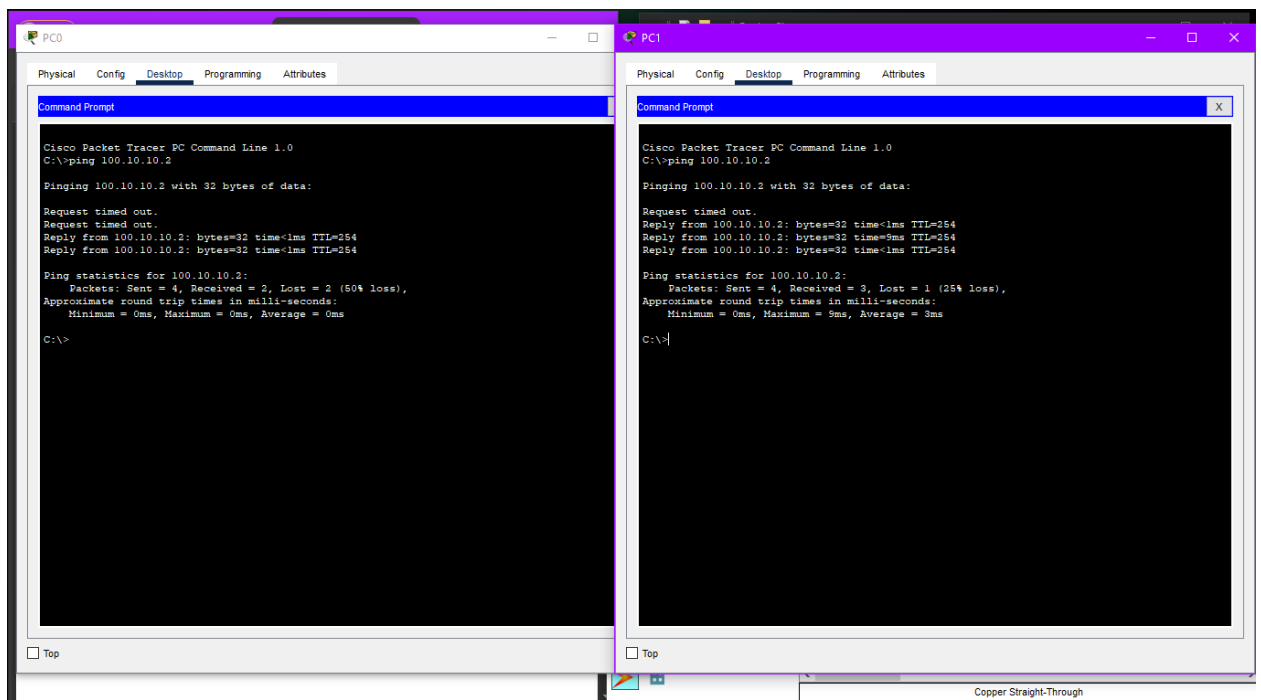 PC0
Physical Config Desktop Programming Attributes
Command Prompt
Cisco Packet Tracer PC Command Line 1.0
C:\>ping 100.10.10.2
Pinging 100.10.10.2 with 32 bytes of data:
Request timed out.
Request timed out.
Reply from 100.10.10.2: bytes=32 time<1ms TTL=254
Reply from 100.10.10.2: bytes=32 time<1ms TTL=254
Ping statistics for 100.10.10.2:
Packets: Sent = 4, Received = 2, Lost = 2 (50% loss),
Approximate round trip times in milli-seconds:
Minimum = 0ms, Maximum = 0ms, Average = 0ms
C:\>
Top
PC1
Physical Config Desktop Programming Attributes
Command Prompt
X
Cisco Packet Tracer PC Command Line 1.0
C:\>ping 100.10.10.2
Pinging 100.10.10.2 with 32 bytes of data:
Request timed out.
Reply from 100.10.10.2: bytes=32 time<1ms TTL=254
Reply from 100.10.10.2: bytes=32 time=9ms TTL=254
Reply from 100.10.10.2: bytes=32 time<1ms TTL=254
Ping statistics for 100.10.10.2:
Packets: Sent = 4, Received = 3, Lost = 1 (25% loss),
Approximate round trip times in milli-seconds:
Minimum = 0ms, Maximum = 9ms, Average = 3ms
C:\>
Top
Copper Straight-Through